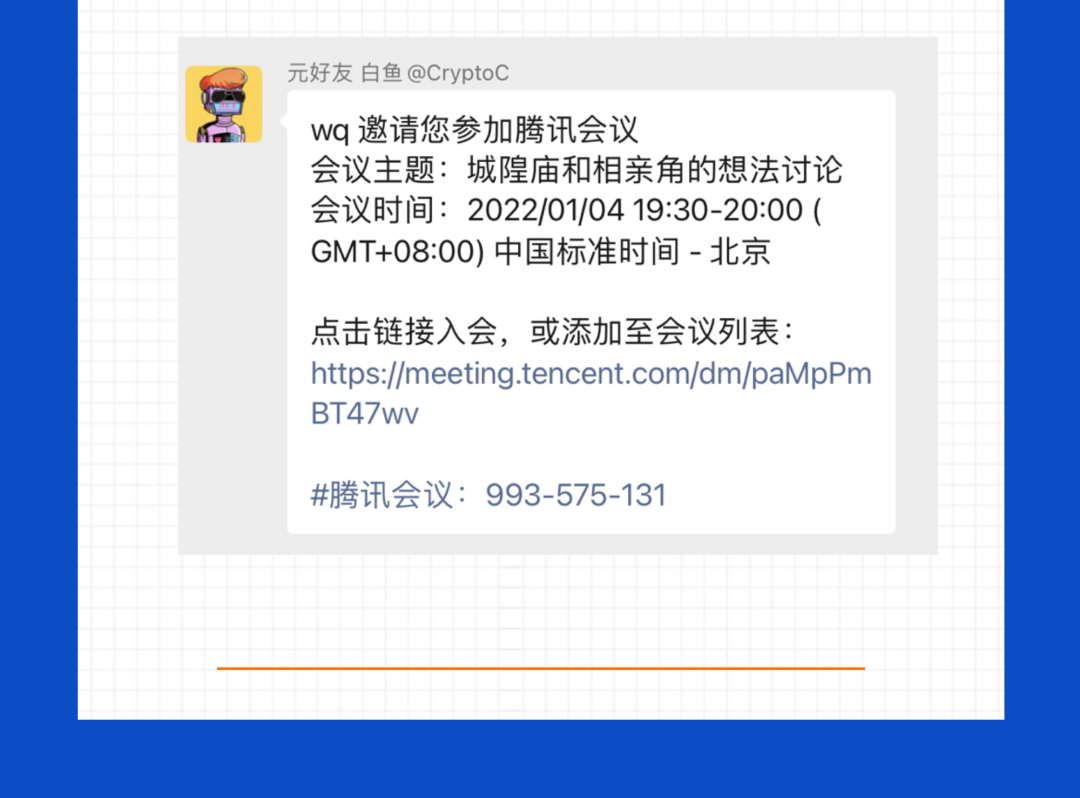 元好友 白鱼@CryptoC
wq 邀请您参加腾讯会议
会议主题：城隍庙和相亲角的想法讨论
会议时间：2022/01/04 19:30-20:00 (
GMT+08:00) 中国标准时间 - 北京
点击链接入会，或添加至会议列表：
https://meeting.tencent.com/dm/paMpPm
BT47wv
#腾讯会议：993-575-131